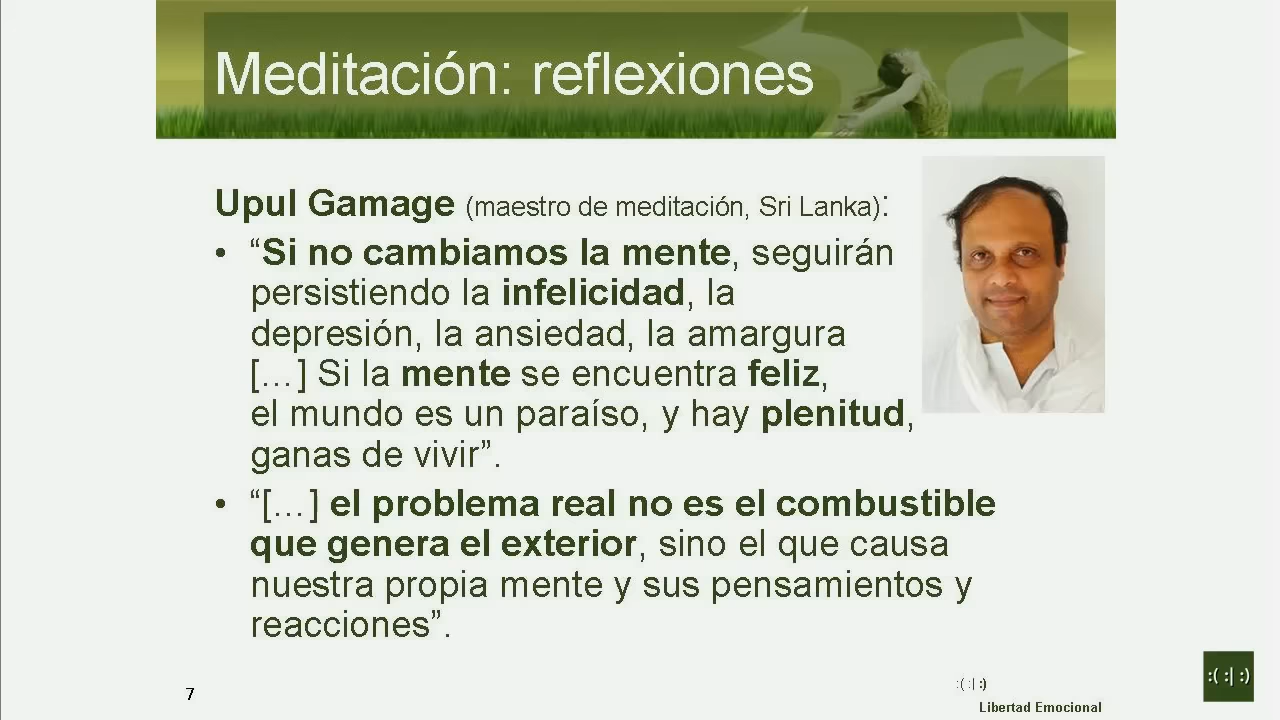 Meditación: reflexiones
Upul Gamage (maestro de meditación, Sri Lanka):
• “Si no cambiamos la mente, seguirán
persistiendo la infelicidad, la
depresión, la ansiedad, la amargura
[…] Si la mente se encuentra feliz,
el mundo es un paraíso, y hay plenitud,
ganas de vivir”.
• “[…] el problema real no es el combustible
que genera el exterior, sino el que causa
nuestra propia mente y sus pensamientos y
reacciones”.
7
:( :| :)
Libertad Emocional
:( :| :)